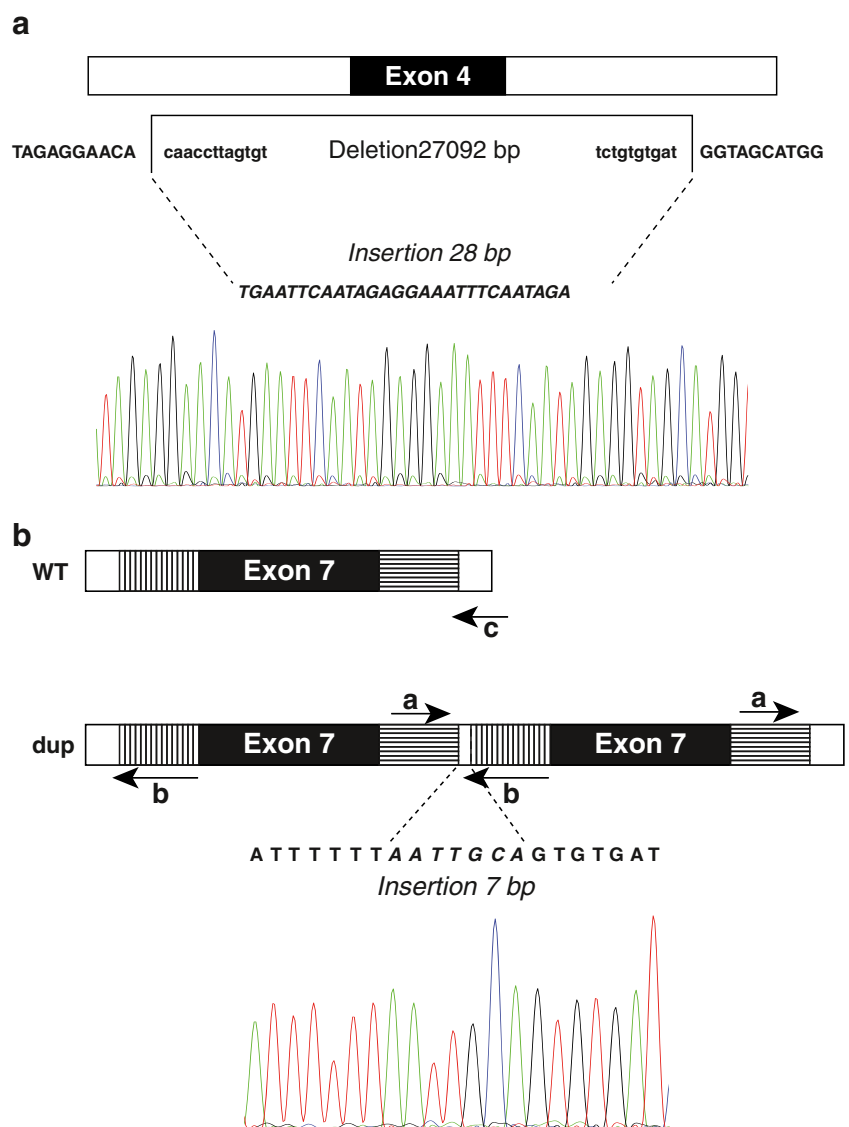 a
Exon 4
TAGAGGAACA caaccttagtgt Deletion27092 bp tctgtgtgat GGTAGCATGG
Insertion 28 bp
TGAATTCAATAGAGGAAATTTCAATAGA
b
WT Exon 7
c
a a
dup Exon 7 Exon 7
b b
A T T T T T T A A T T G C A G T G T G A T
Insertion 7 bp